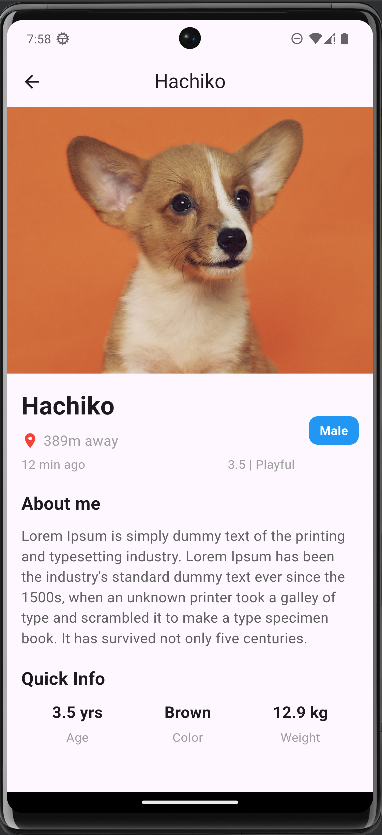 7:58
Hachiko
Hachiko
Male
389m away
12 min ago 3.5 | Playful
About me
Lorem Ipsum is simply dummy text of the printing
and typesetting industry. Lorem Ipsum has been
the industry's standard dummy text ever since the
1500s, when an unknown printer took a galley of
type and scrambled it to make a type specimen
book. It has survived not only five centuries.
Quick Info
3.5 yrs Brown 12.9 kg
Age Color Weight